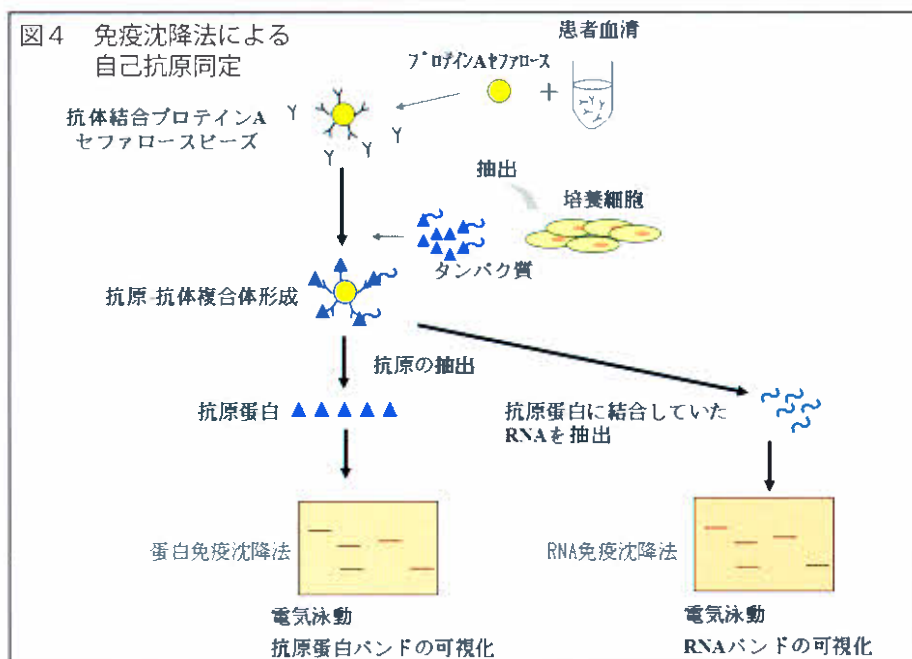 図4 免疫沈降法による
自己抗原同定
患者血清
プロテインAセファロース
+
抗体結合プロテインA
セファロースビーズ
抽出
培養細胞
タンパク質
抗原-抗体複合体形成
抗原の抽出
抗原蛋白
抗原蛋白に結合していた
RNAを抽出
蛋白免疫沈降法
RNA免疫沈降法
電気泳動
抗原蛋白バンドの可視化
電気泳動
RNAバンドの可視化